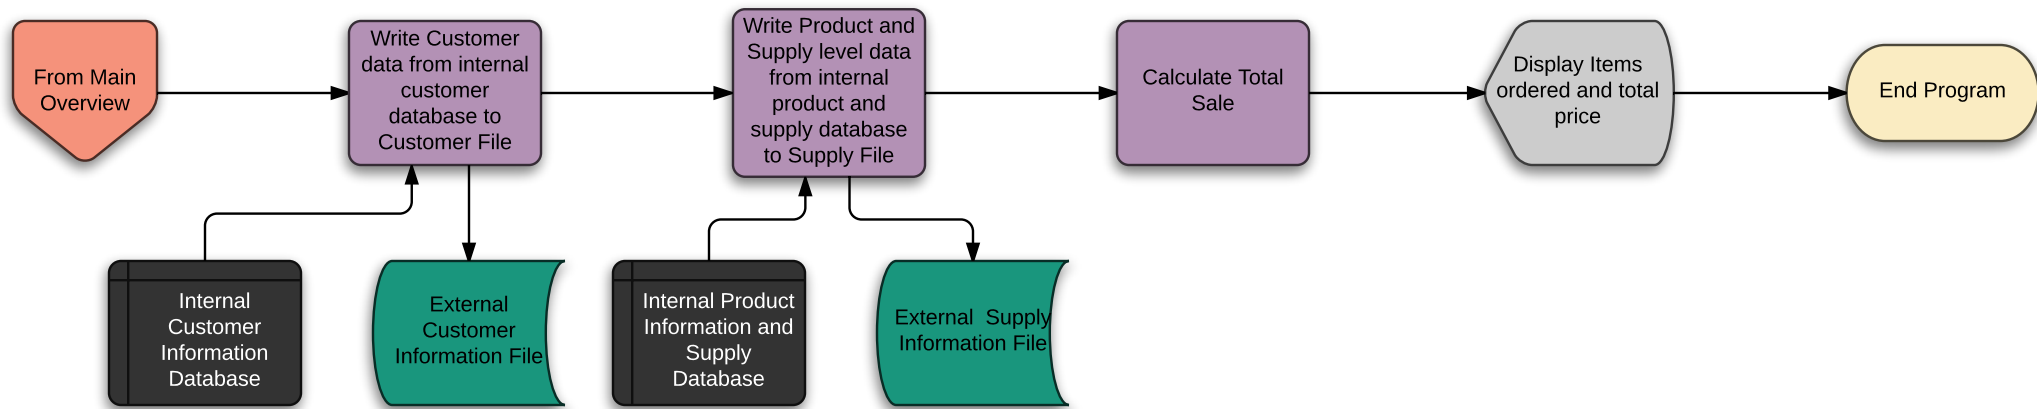 From Main
Overview
Write Customer
data from internal
customer
database to
Customer File
Write Product and
Supply level data
from internal
product and
supply database
to Supply File
Calculate Total
Sale
Display Items
ordered and total
price
End Program
Internal
Customer
Information
Database
External
Customer
Information File
Internal Product
Information and
Supply
Database
External  Supply
Information File